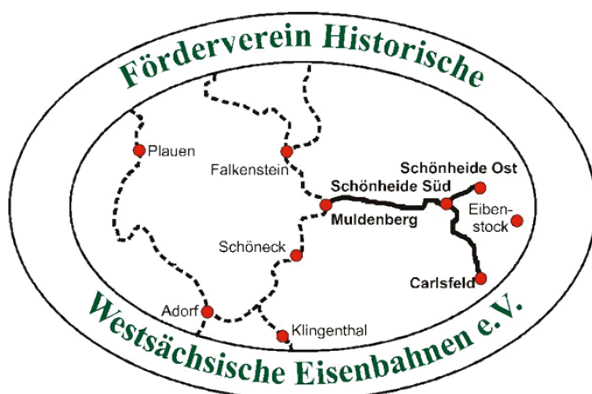 Förderverein Historische
Plauen
Falkenstein
Schönheide Ost
Schönheide Süd
Eiben-
stock
Muldenberg
Schöneck
Carlsfeld
Adorf
Klingenthal
Westsächsische Eisenbahnen e.V.